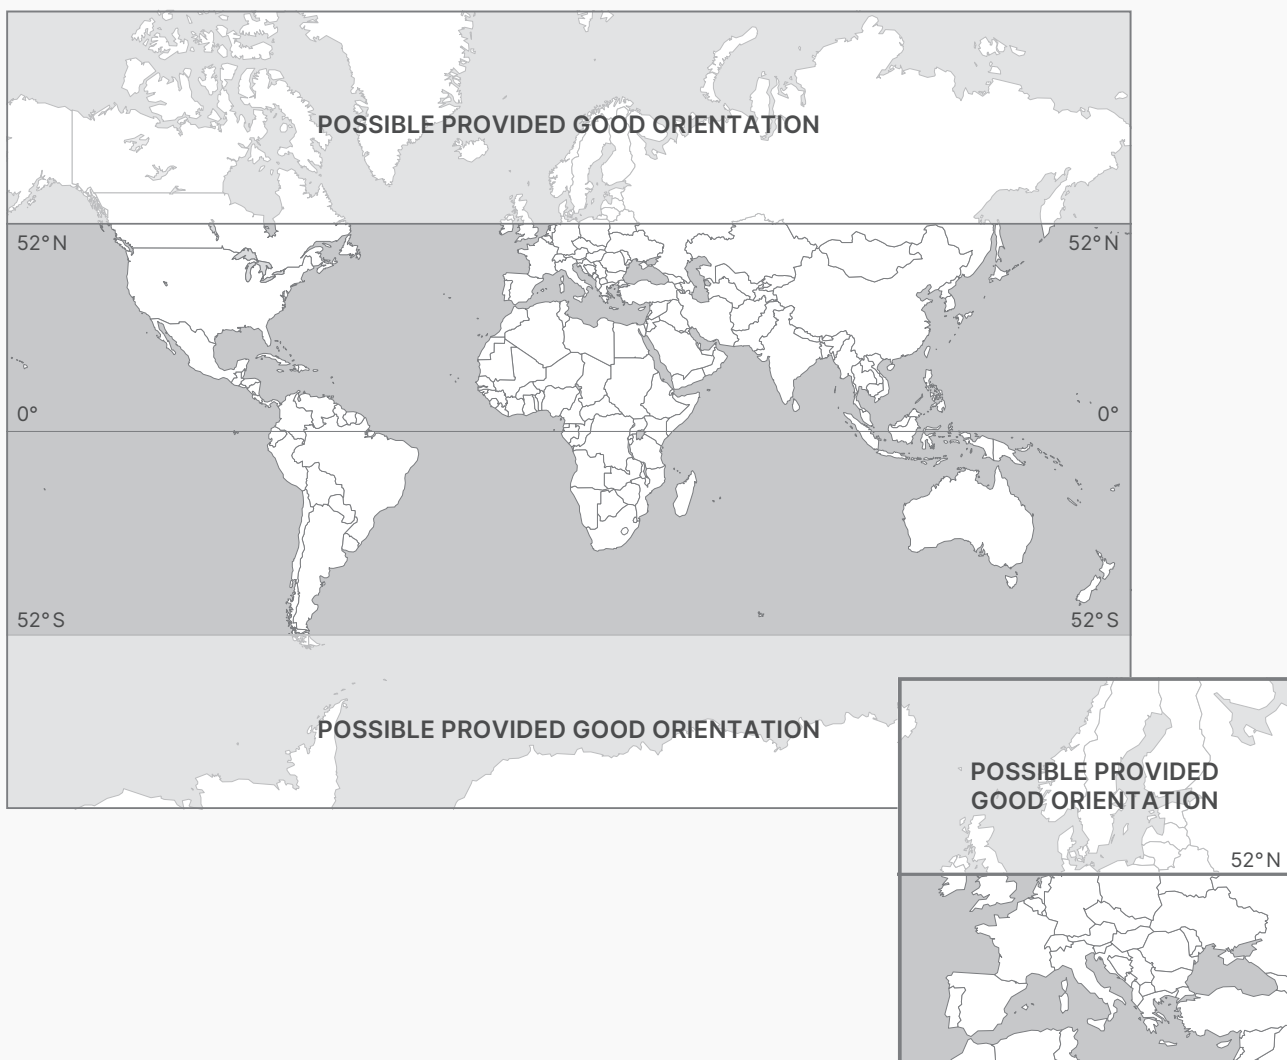 POSSIBLE PROVIDED GOOD ORIENTATION
52°N
52°N
0°
0°
52°S
52°S
POSSIBLE PROVIDED GOOD ORIENTATION
POSSIBLE PROVIDED
GOOD ORIENTATION
52°N